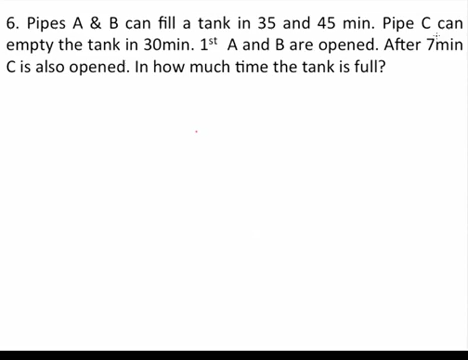 6. Pipes A & B can fill a tank in 35 and 45 min. Pipe C can
empty the tank in 30min. 1st A and B are opened. After 7min
C is also opened. In how much time the tank is full?